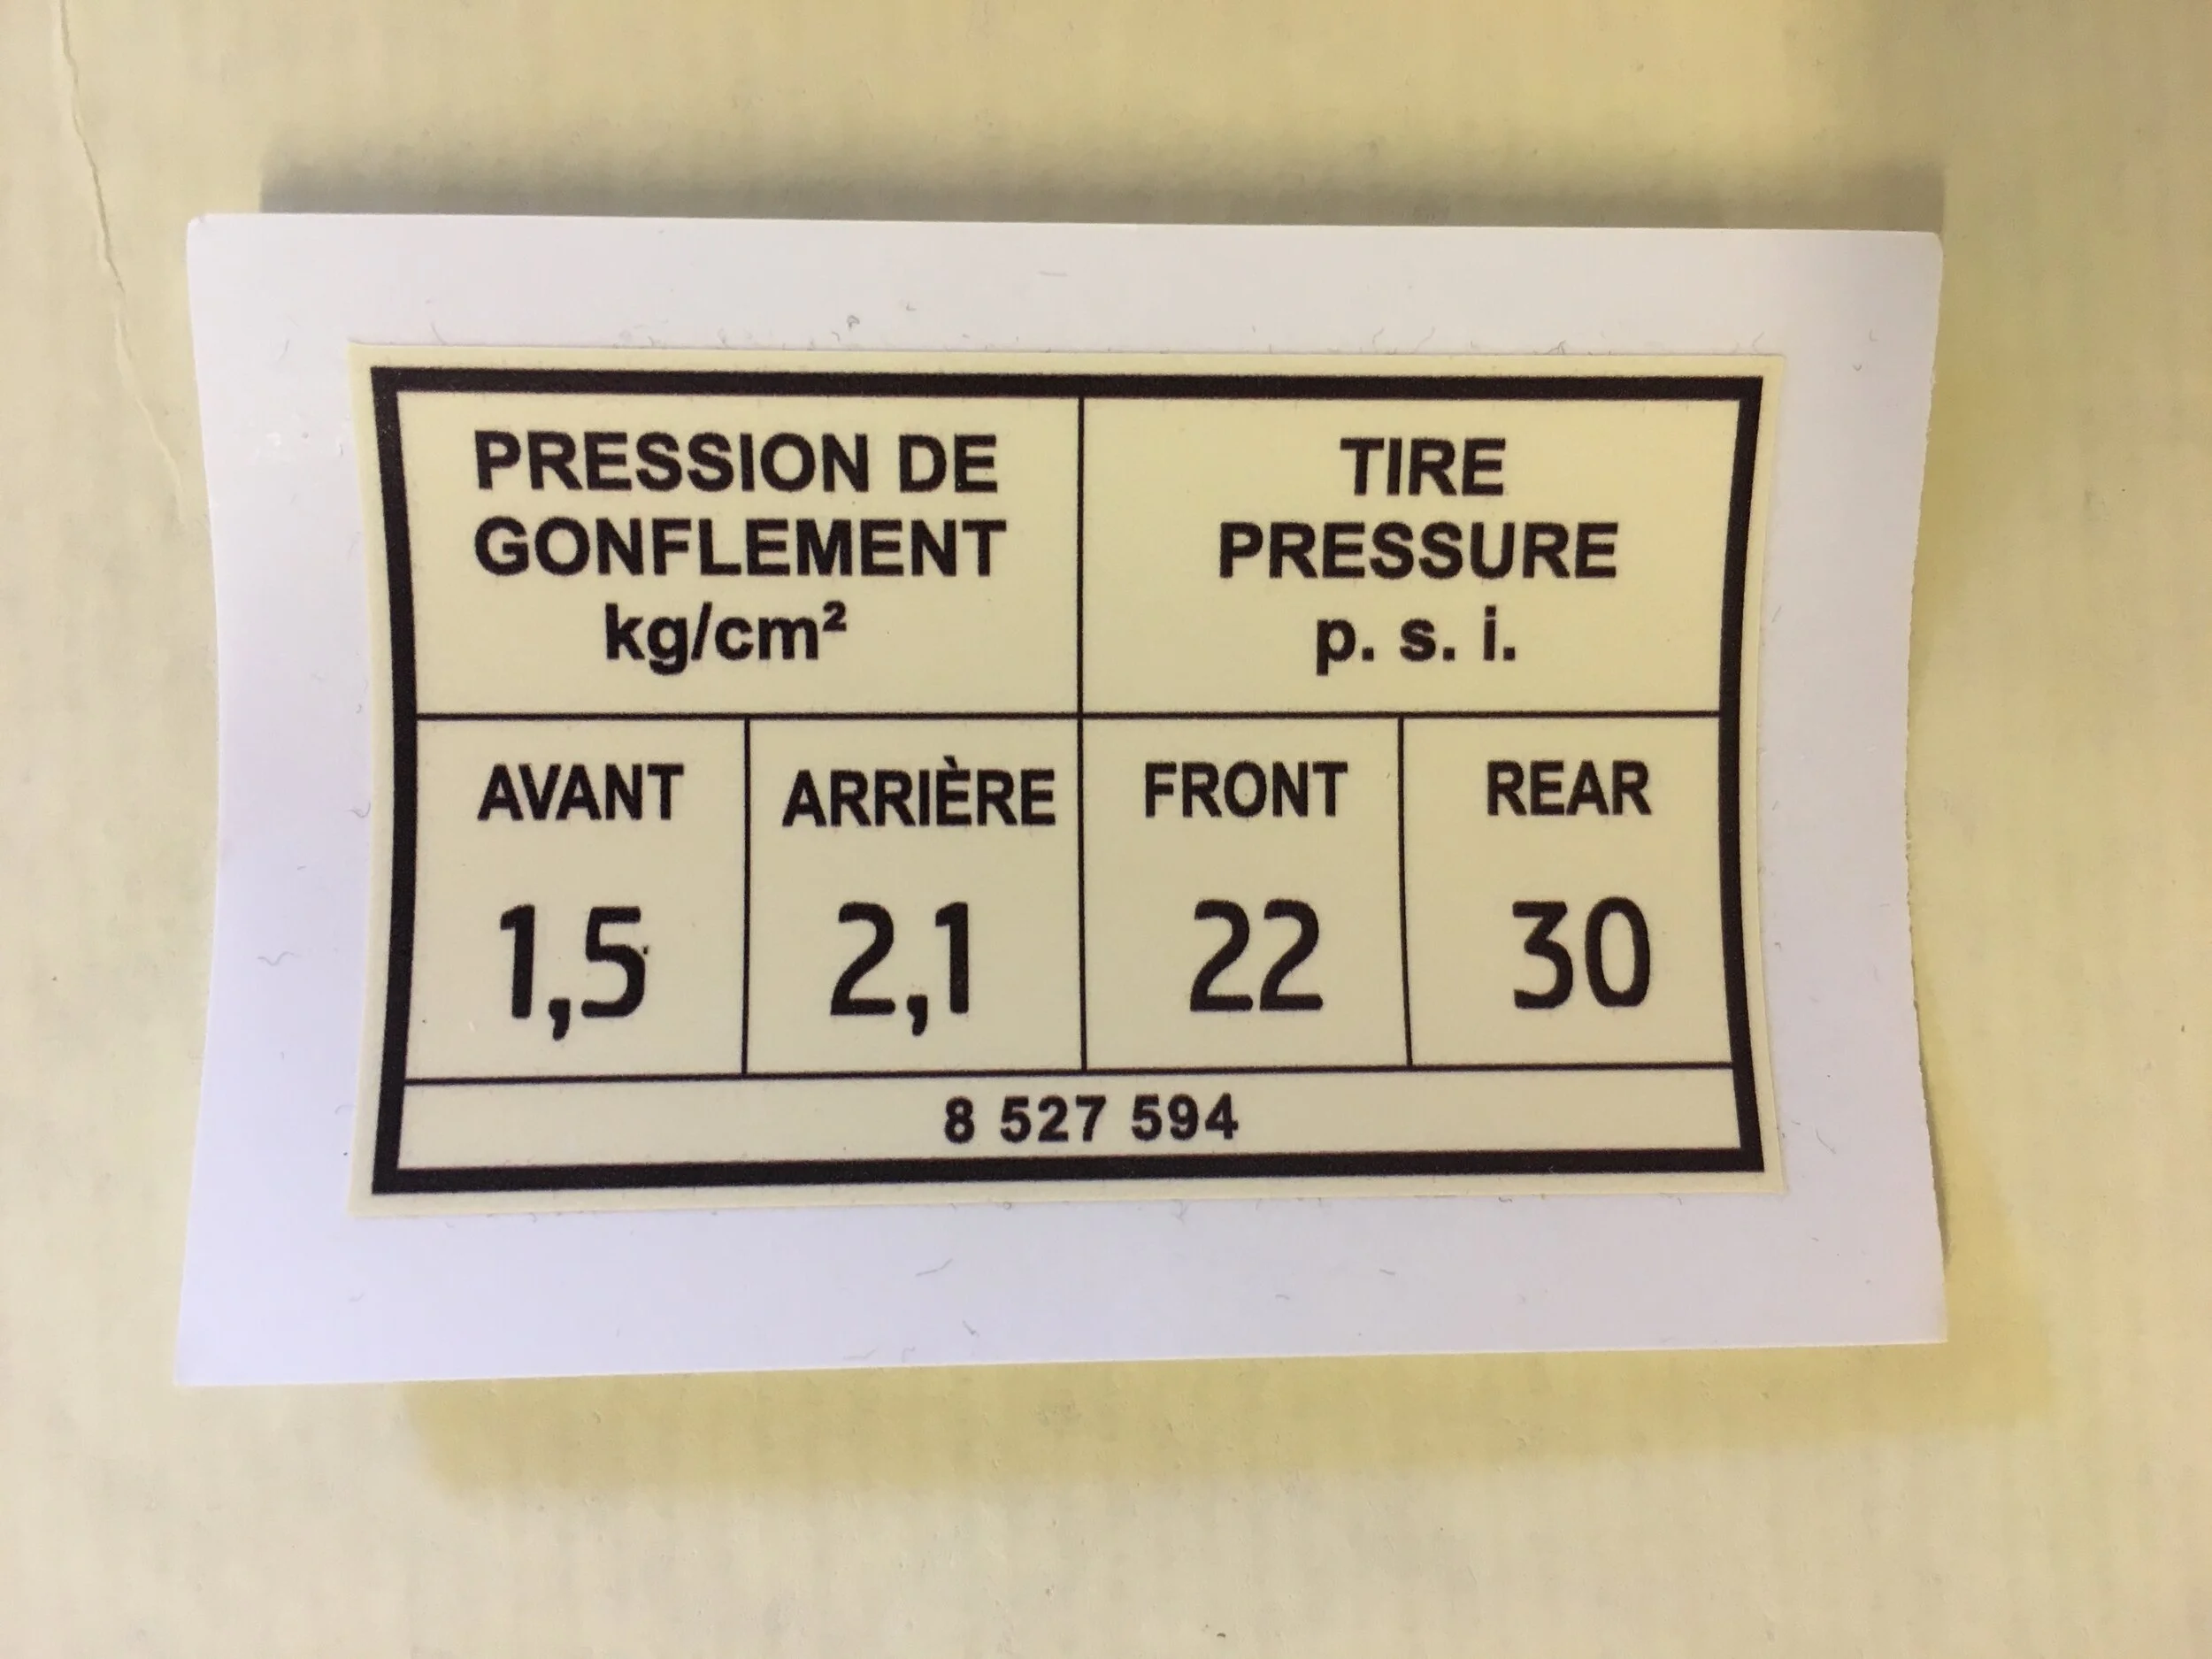 PRESSION DE
GONFLEMENT
kg/cm²
TIRE
PRESSURE
p. s. i.
AVANT ARRIÈRE FRONT REAR
1,5 2,1 22 30
8 527 594